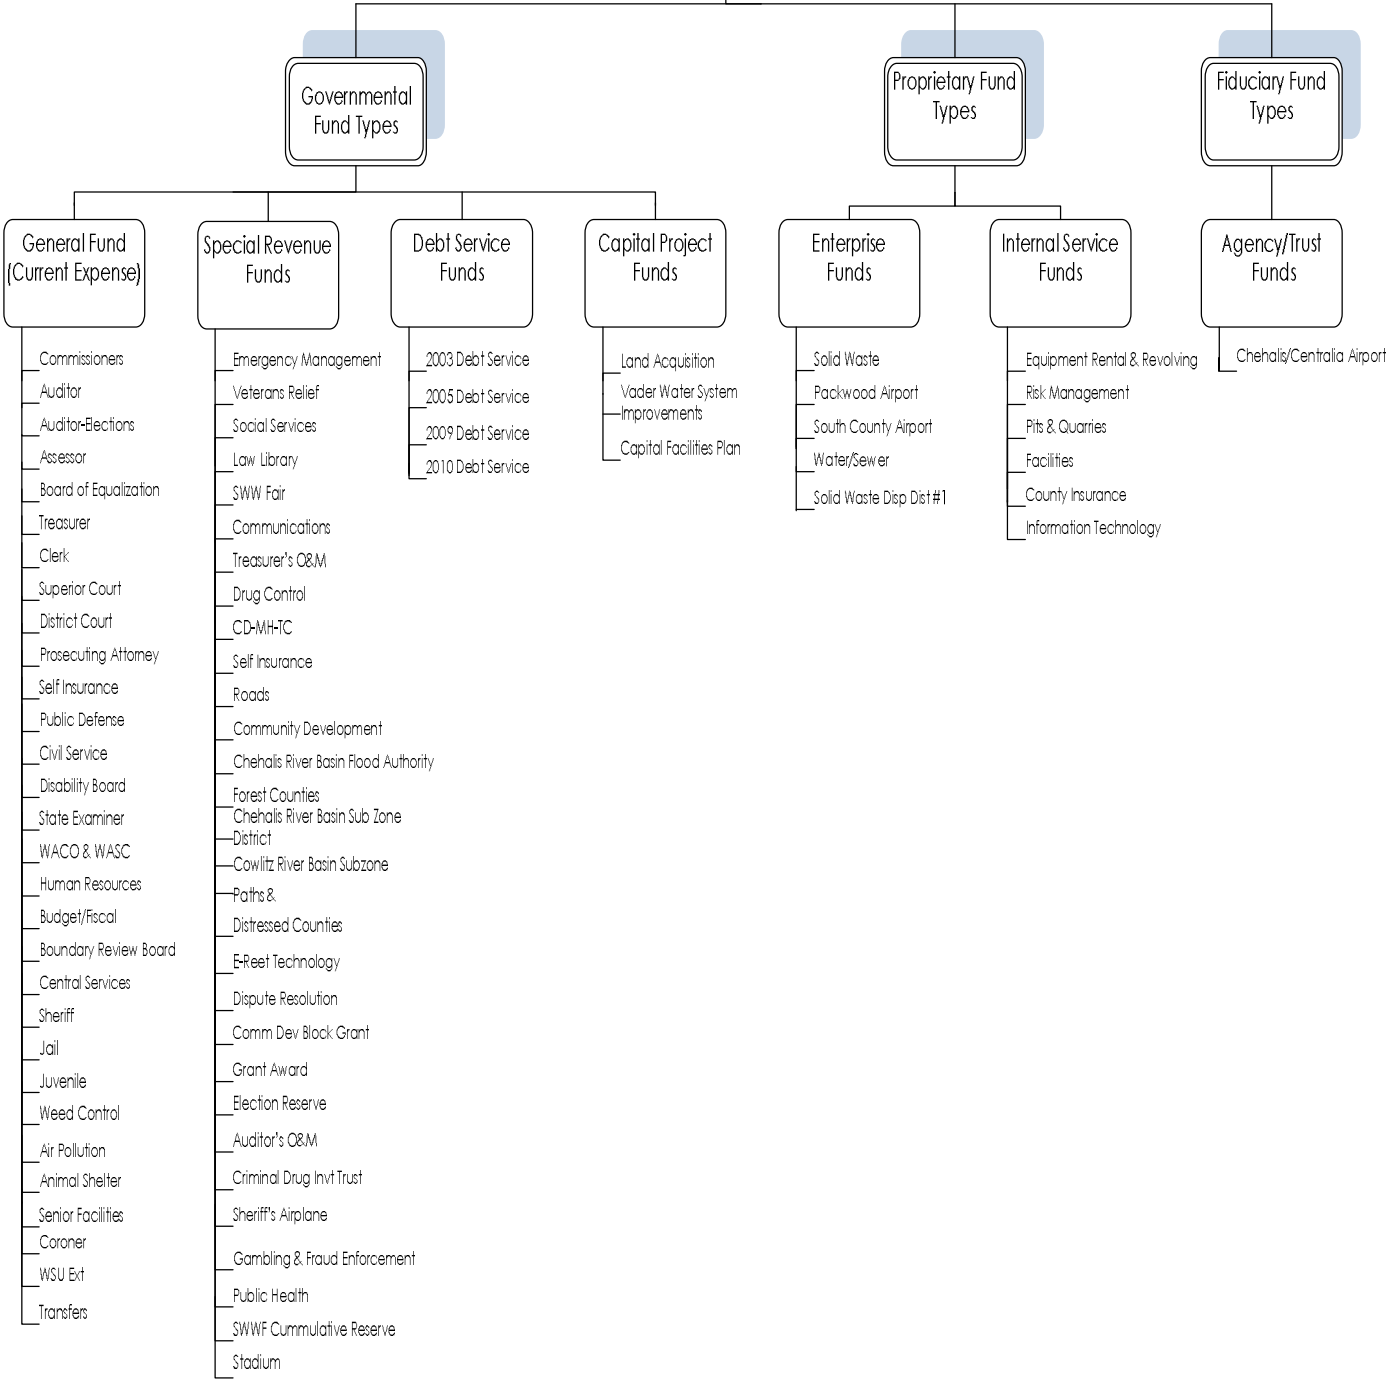 Governmental
Fund Types
Proprietary Fund
Types
Fiduciary Fund
Types
General Fund
(Current Expense)
Special Revenue
Funds
Debt Service
Funds
Capital Project
Funds
Enterprise
Funds
Internal Service
Funds
Agency/Trust
Funds
Commissioners
Auditor
Auditor-Elections
Assessor
Board of Equalization
Treasurer
Clerk
Superior Court
District Court
Prosecuting Attorney
Self Insurance
Public Defense
Civil Service
Disability Board
State Examiner
WACO & WASC
Human Resources
Budget/Fiscal
Boundary Review Board
Central Services
Sheriff
Jail
Juvenile
Weed Control
Air Pollution
Animal Shelter
Senior Facilities
Coroner
WSU Ext
Transfers
Emergency Management
Veterans Relief
Social Services
Law Library
SWW Fair
Communications
Treasurer's O&M
Drug Control
CD-MH-TC
Self Insurance
Roads
Community Development
Chehalis River Basin Flood Authority
Forest Counties
Chehalis River Basin Sub Zone
District
Cowlitz River Basin Subzone
Paths &
Distressed Counties
E-Reet Technology
Dispute Resolution
Comm Dev Block Grant
Grant Award
Election Reserve
Auditor's O&M
Criminal Drug Invt Trust
Sheriff's Airplane
Gambling & Fraud Enforcement
Public Health
SWWF Cummulative Reserve
Stadium
2003 Debt Service
2005 Debt Service
2009 Debt Service
2010 Debt Service
Land Acquisition
Vader Water System
Improvements
Capital Facilities Plan
Solid Waste
Packwood Airport
South County Airport
Water/Sewer
Solid Waste Disp Dist #1
Equipment Rental & Revolving
Risk Management
Pits & Quarries
Facilities
County Insurance
Information Technology
Chehalis/Centralia Airport